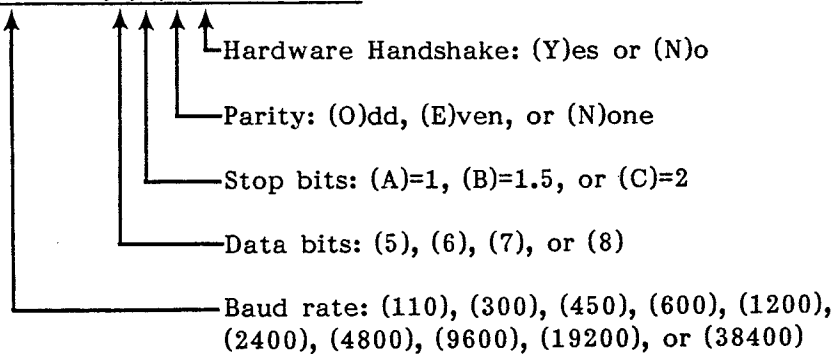 Hardware Handshake: (Y)es or (N)o
Parity: (O)dd, (E)ven, or (N)one
Stop bits: (A)=1, (B)=1.5, or (C)=2
Data bits: (5), (6), (7), or (8)
Baud rate: (110), (300), (450), (600), (1200),
(2400), (4800), (9600), (19200), or (38400)